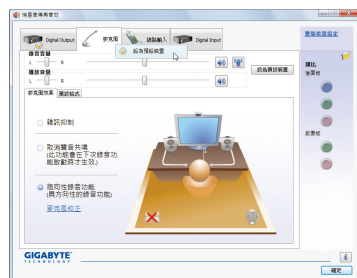 瑞昱音效管理員
Digital Output
麥克風
線路輸入
Digital Input
設為預設裝置
進階裝置設定
錄音音量
L R
設為預設裝置
播放音量
L R
類比
後面板
前面板
麥克風效果 預設格式
雜訊抑制
取消聲音共鳴
(此功能會在下次錄音功
能啟動時才生效。)
指向性錄音功能
(具方向性的錄音功能)
麥克風校正
GIGABYTE
TECHNOLOGY
確定